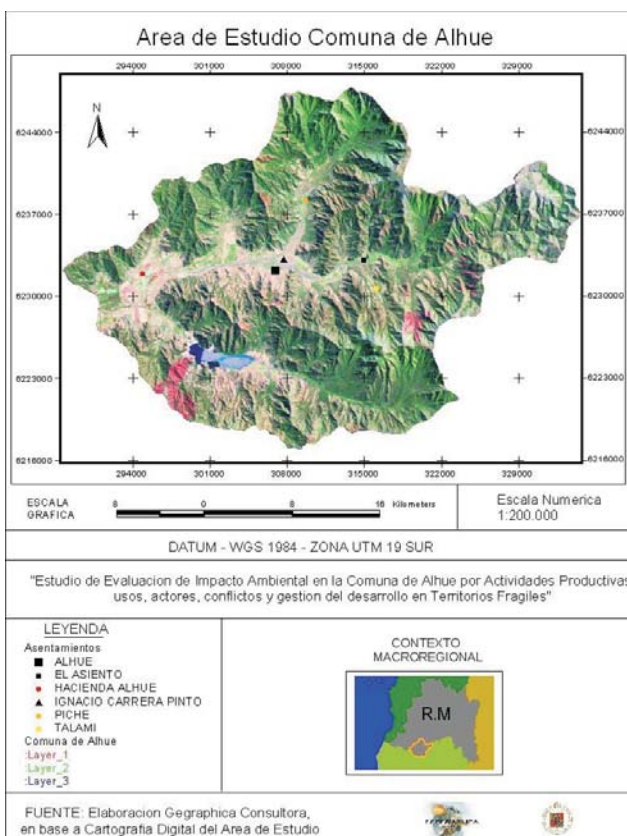 Area de Estudio Comuna de Alhue
294000 301000 308000 315000 322000 329000
N
6244000 6244000
6237000 6237000
6230000 6230000
6223000 6223000
6216000 6216000
294000 301000 308000 315000 322000 329000
ESCALA GRAFICA
8 0 8 16 Kilometers
Escala Numerica
1:200.000
DATUM - WGS 1984 - ZONA UTM 19 SUR
"Estudio de Evaluacion de Impacto Ambiental en la Comuna de Alhue por Actividades Productivas
usos, actores, conflictos y gestion del desarrollo en Territorios Fragiles"
LEYENDA
Asentamientos
ALHUE
EL ASIENTO
HACIENDA ALHUE
IGNACIO CARRERA PINTO
PICHE
TALAMI
Comuna de Alhue
:Layer_1
:Layer_2
:Layer_3
CONTEXTO
MACROREGIONAL
R.M
FUENTE: Elaboracion Gegraphica Consultora,
en base a Cartografia Digital del Area de Estudio